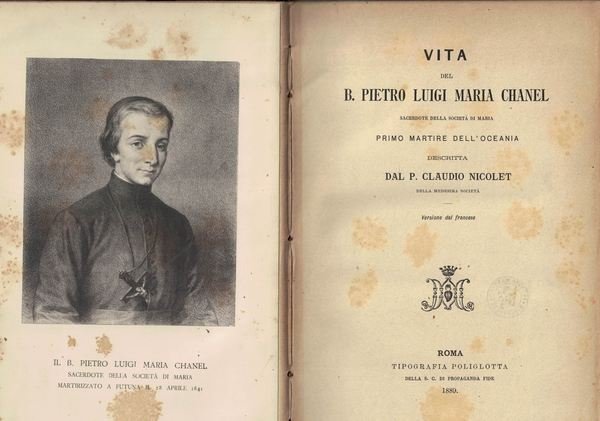 IL B. PIETRO LUIGI MARIA CHANEL
SACERDOTE DELLA SOCIETÀ DI MARIA
MARTIRIZZATO A FUTUNA IL 28 APRILE 1841
VITA
DEL
B. PIETRO LUIGI MARIA CHANEL
SACERDOTE DELLA SOCIETÀ DI MARIA
PRIMO MARTIRE DELL'OCEANIA
DESCRITTA
DAL P. CLAUDIO NICOLET
DELLA MEDESIMA SOCIETÀ
Versione dal francese
ROMA
TIPOGRAFIA POLIGLOTTA
DELLA S. C. DI PROPAGANDA FIDE
1889.